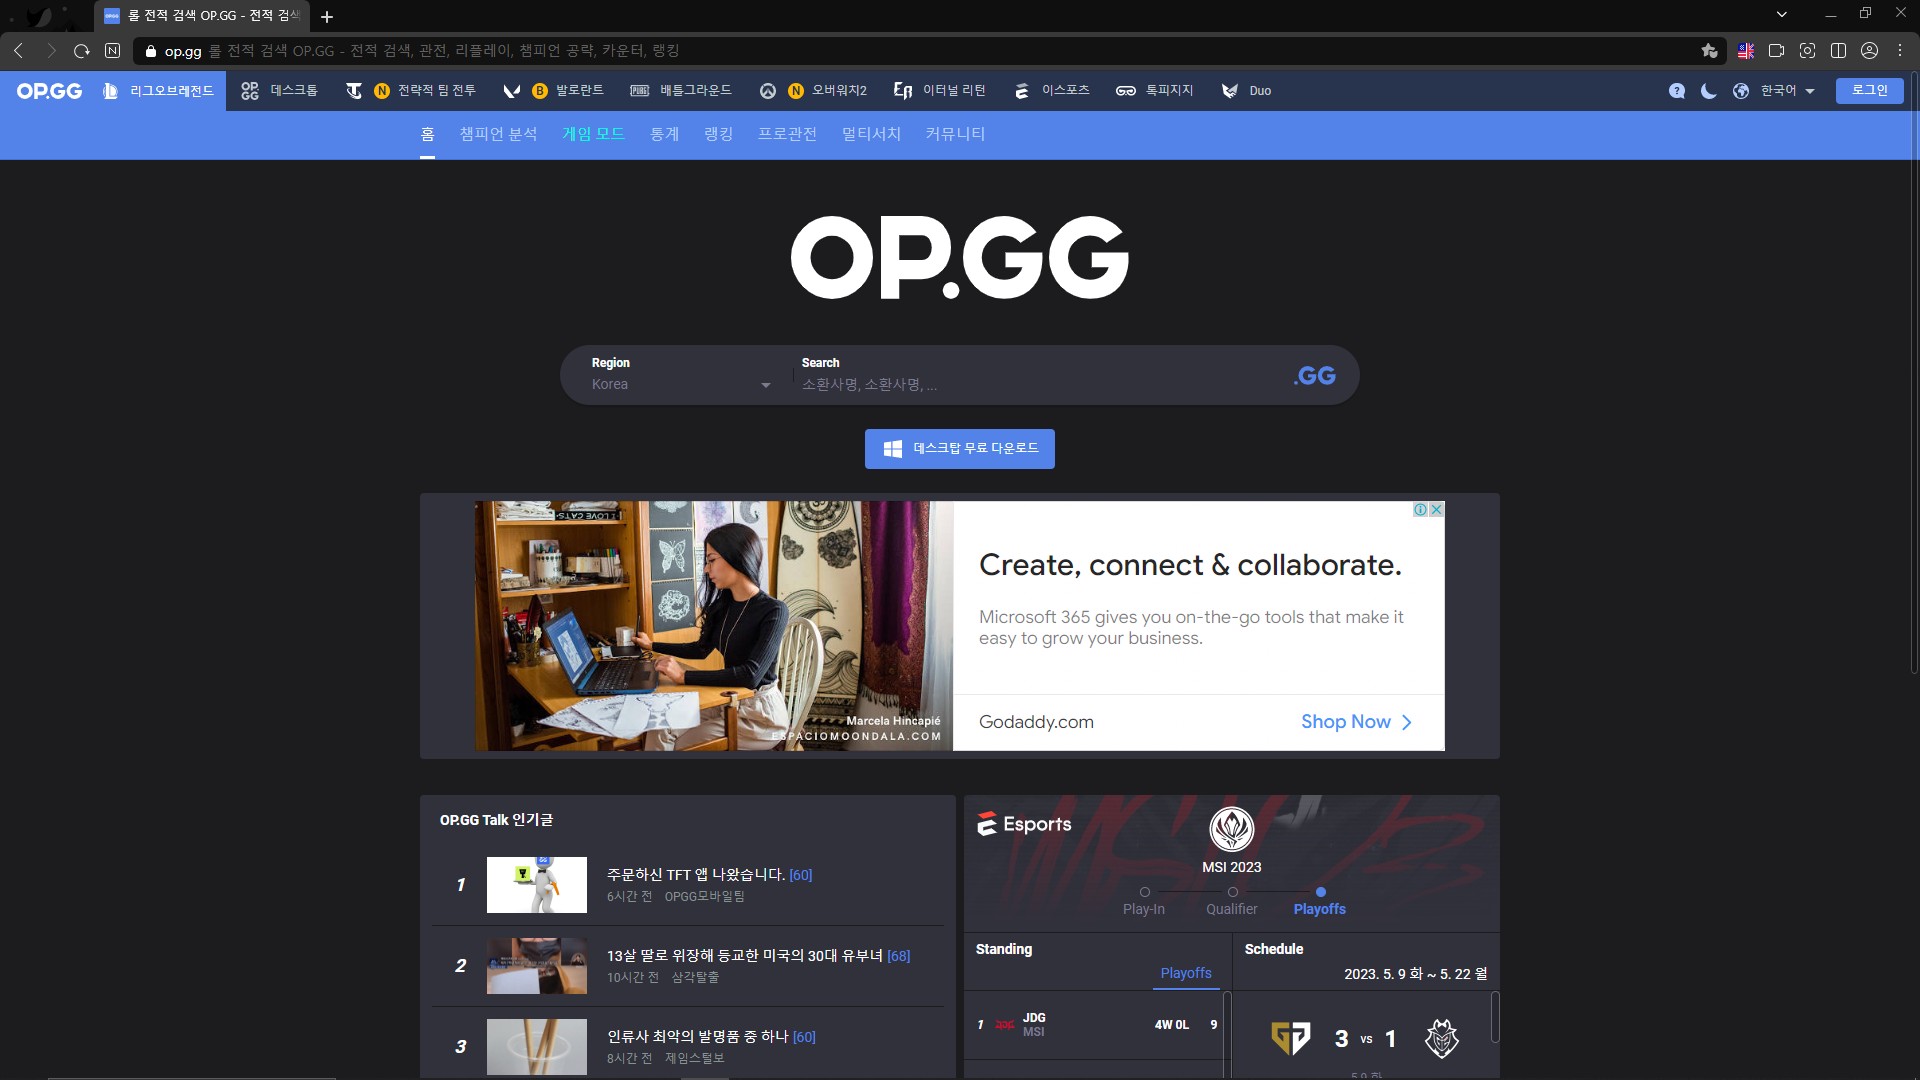 롤 전적 검색 OP.GG - 전적 검색
op.gg 롤 전적 검색 OP.GG - 전적 검색, 관전, 리플레이, 챔피언 공략, 카운터, 랭킹
OP.GG 리그오브레전드 OP.GG 데스크톱 N 전략적 팀 전투 B 발로란트 PUBG 배틀그라운드 N 오버워치2 ER 이터널 리턴 이스포츠 톡피지지 Duo ? 한국어 로그인
홈 챔피언 분석 게임 모드 통계 랭킹 프로관전 멀티서치 커뮤니티
OP.GG
Region
Korea
Search
소환사명, 소환사명, ...
.GG
데스크탑 무료 다운로드
I LOVE CATS
Marcela Hincapié
ESPACIOMOONDALA.COM
Create, connect & collaborate.
Microsoft 365 gives you on-the-go tools that make it
easy to grow your business.
Godaddy.com
Shop Now
OP.GG Talk 인기글
1
주문하신 TFT 앱 나왔습니다. [60]
6시간 전 OPGG모바일팀
2
13살 딸로 위장해 등교한 미국의 30대 유부녀 [68]
10시간 전 삼각탈출
3
인류사 최악의 발명품 중 하나 [60]
8시간 전 제임스털보
Esports
MSI 2023
Play-In Qualifier Playoffs
Standing
Playoffs
1 JDG
MSI
4W 0L 9
Schedule
2023. 5. 9 화 ~ 5. 22 월
3 vs 1